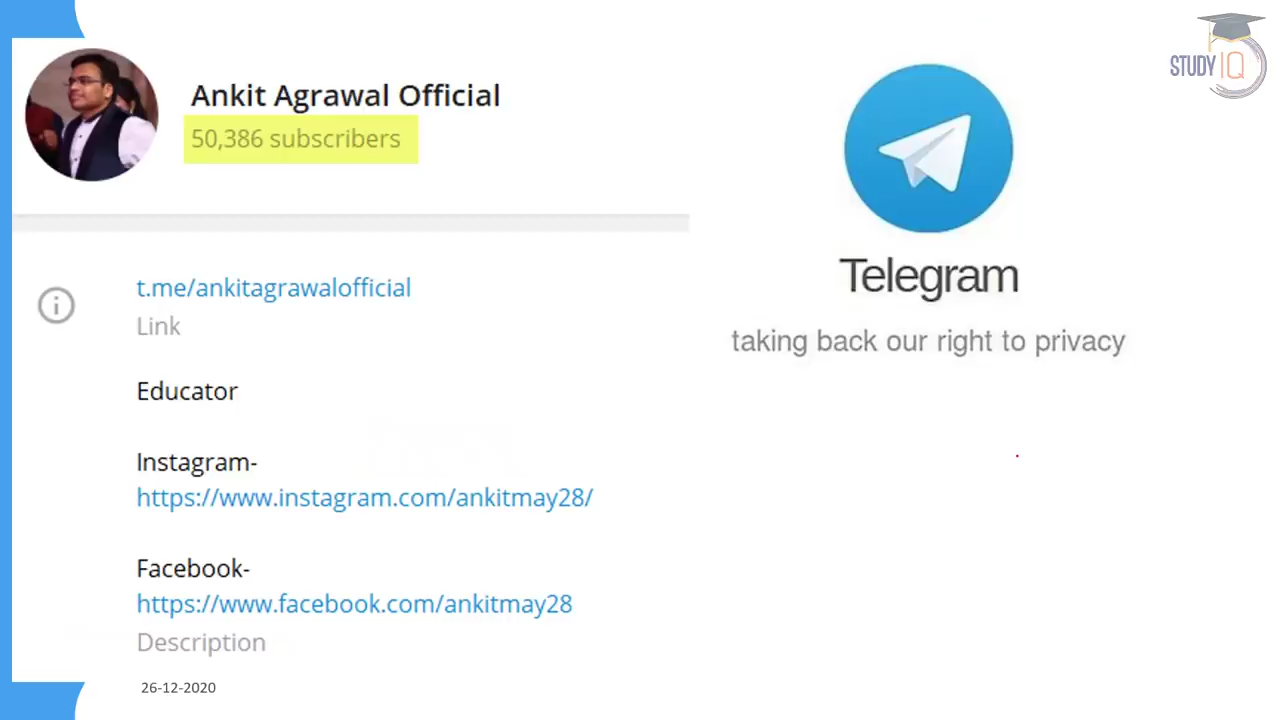 Ankit Agrawal Official
50,386 subscribers
t.me/ankitagrawalofficial
Link
Educator
Instagram-
https://www.instagram.com/ankitmay28/
Facebook-
https://www.facebook.com/ankitmay28
Description
26-12-2020
STUDY IQ
Telegram
taking back our right to privacy